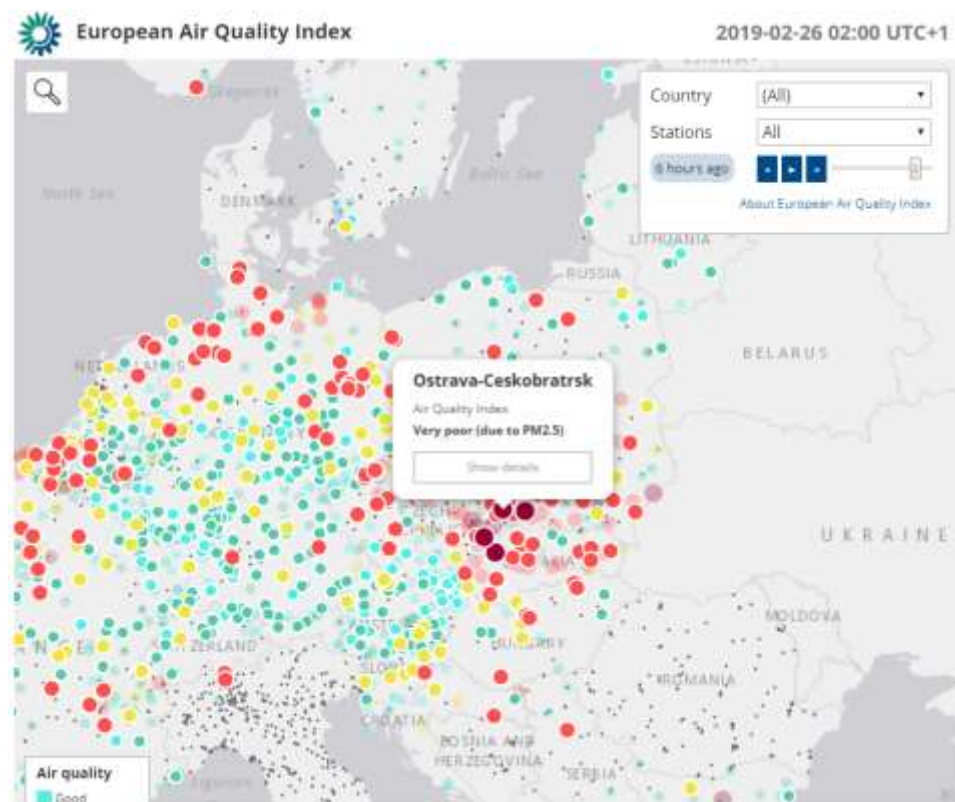 European Air Quality Index
2019-02-26 02:00 UTC+1
Country
(All)
Stations
All
6 hours ago
About European Air Quality Index
North Sea
Baltic Sea
DENMARK
LITHUANIA
RUSSIA
BELARUS
Ostrava-Ceskobratrsk
Air Quality Index
Very poor (due to PM2.5)
Show details
UKRAINE
MOLDOVA
ROMANIA
CROATIA
BOSNIA AND
HERZEGOVINA
SERBIA
Air quality
Good